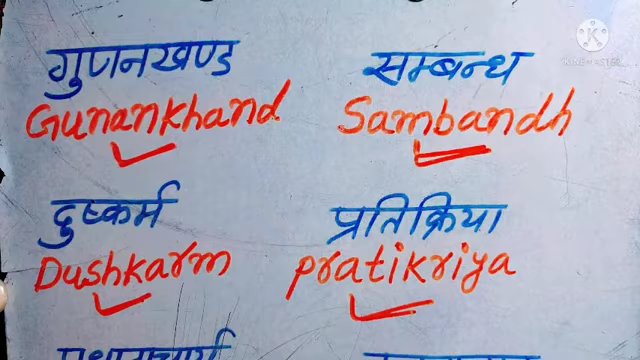 गुणनखण्ड
सम्बन्ध
Gunankhand
Sambandh
दुष्कर्म
प्रतिक्रिया
Dushkarm
pratikriya